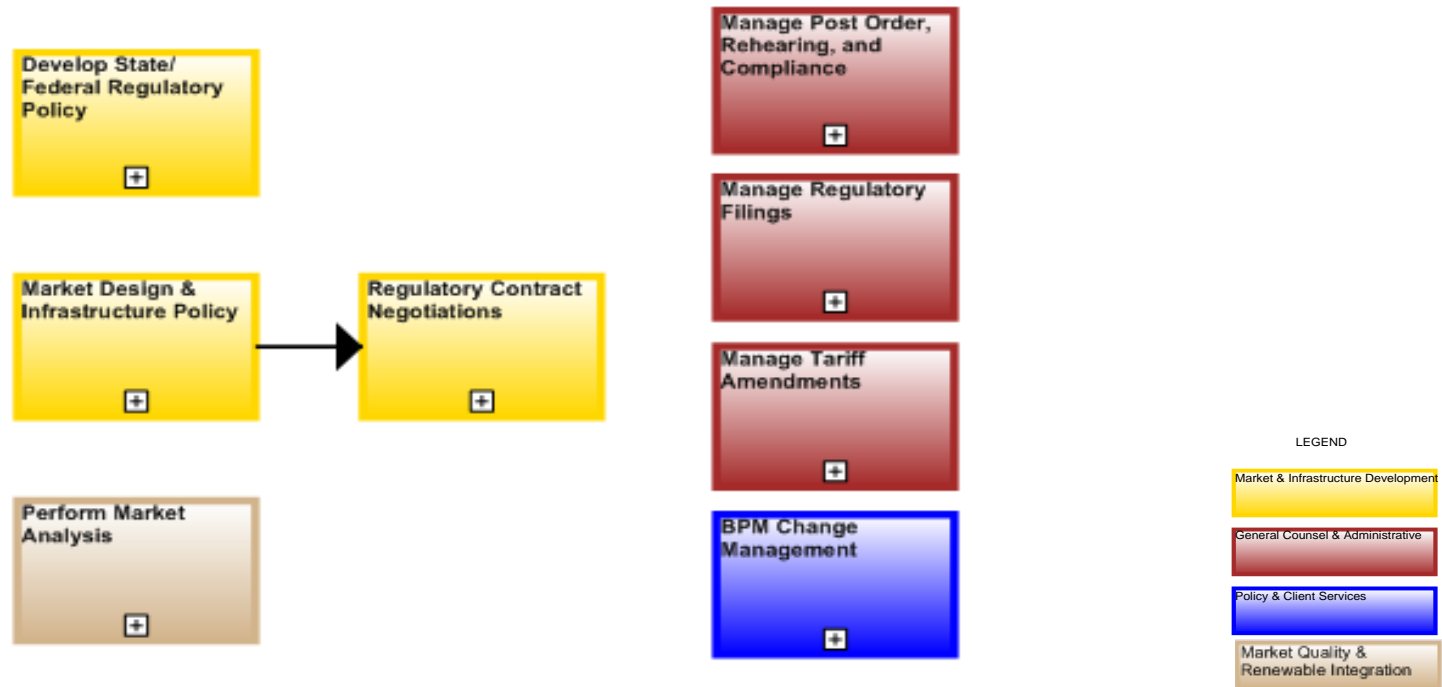 Develop State/
Federal Regulatory
Policy
Market Design &
Infrastructure Policy
Perform Market
Analysis
Regulatory Contract
Negotiations
Manage Post Order,
Rehearing, and
Compliance
Manage Regulatory
Filings
Manage Tariff
Amendments
BPM Change
Management
LEGEND
Market & Infrastructure Development
General Counsel & Administrative
Policy & Client Services
Market Quality &
Renewable Integration